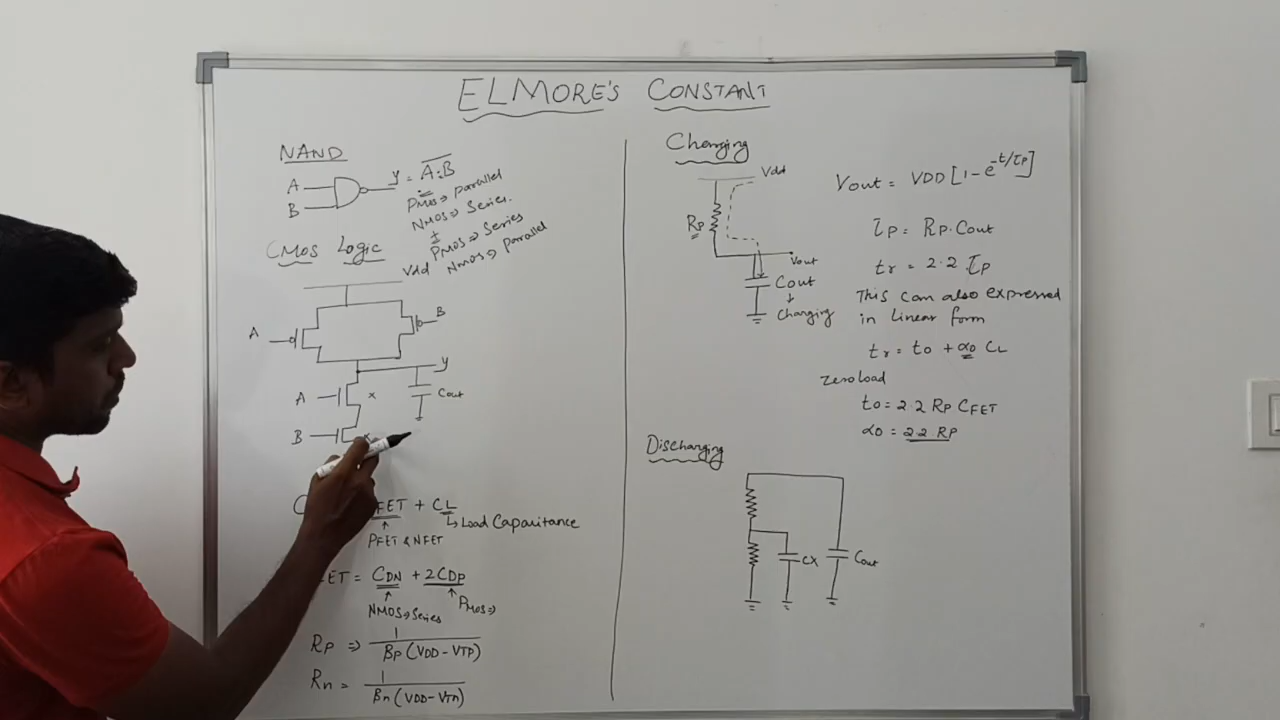 ELMORE'S CONSTANT
NAND
A
B
y = A.B
PMOS => parallel
NMOS => Series.
+
PMOS => Series
NMOS => parallel
CMOS Logic
Vdd
A
B
y
A
x
Cout
B
x
C
FET + CL
Load Capacitance
PFET & NFET
ET = CDN + 2CDP
NMOS => Series
PMOS =>
Rp => 1 / βp (VDD - VTP)
Rn = 1 / βn (VDD - VTn)
Charging
Vdd
Rp
Vout
Cout
Charging
Vout = VDD [1 - e^-t/τp]
τp = Rp. Cout
tr = 2.2 τp
This can also expressed
in linear form
tr = to + αo CL
Zero load
to = 2.2 Rp CFET
αo = 2.2 Rp
Discharging
Cx
Cout